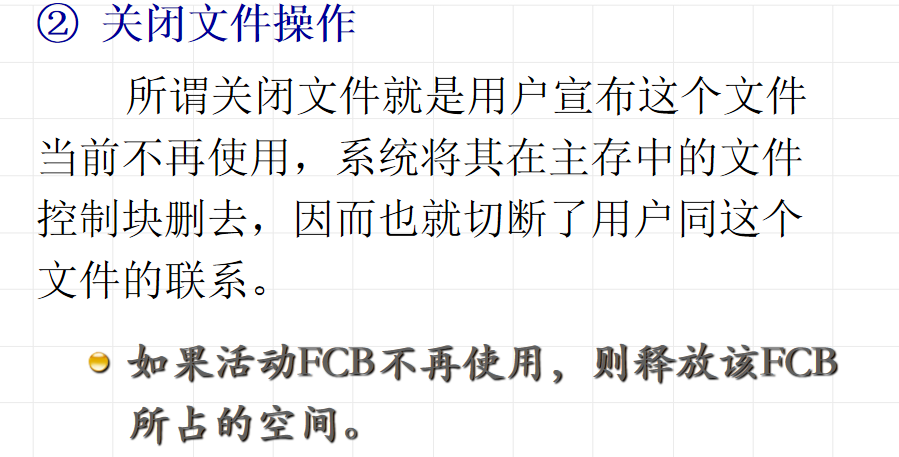 ② 关闭文件操作
所谓关闭文件就是用户宣布这个文件
当前不再使用，系统将其在主存中的文件
控制块删去，因而也就切断了用户同这个
文件的联系。
如果活动FCB不再使用，则释放该FCB
所占的空间。